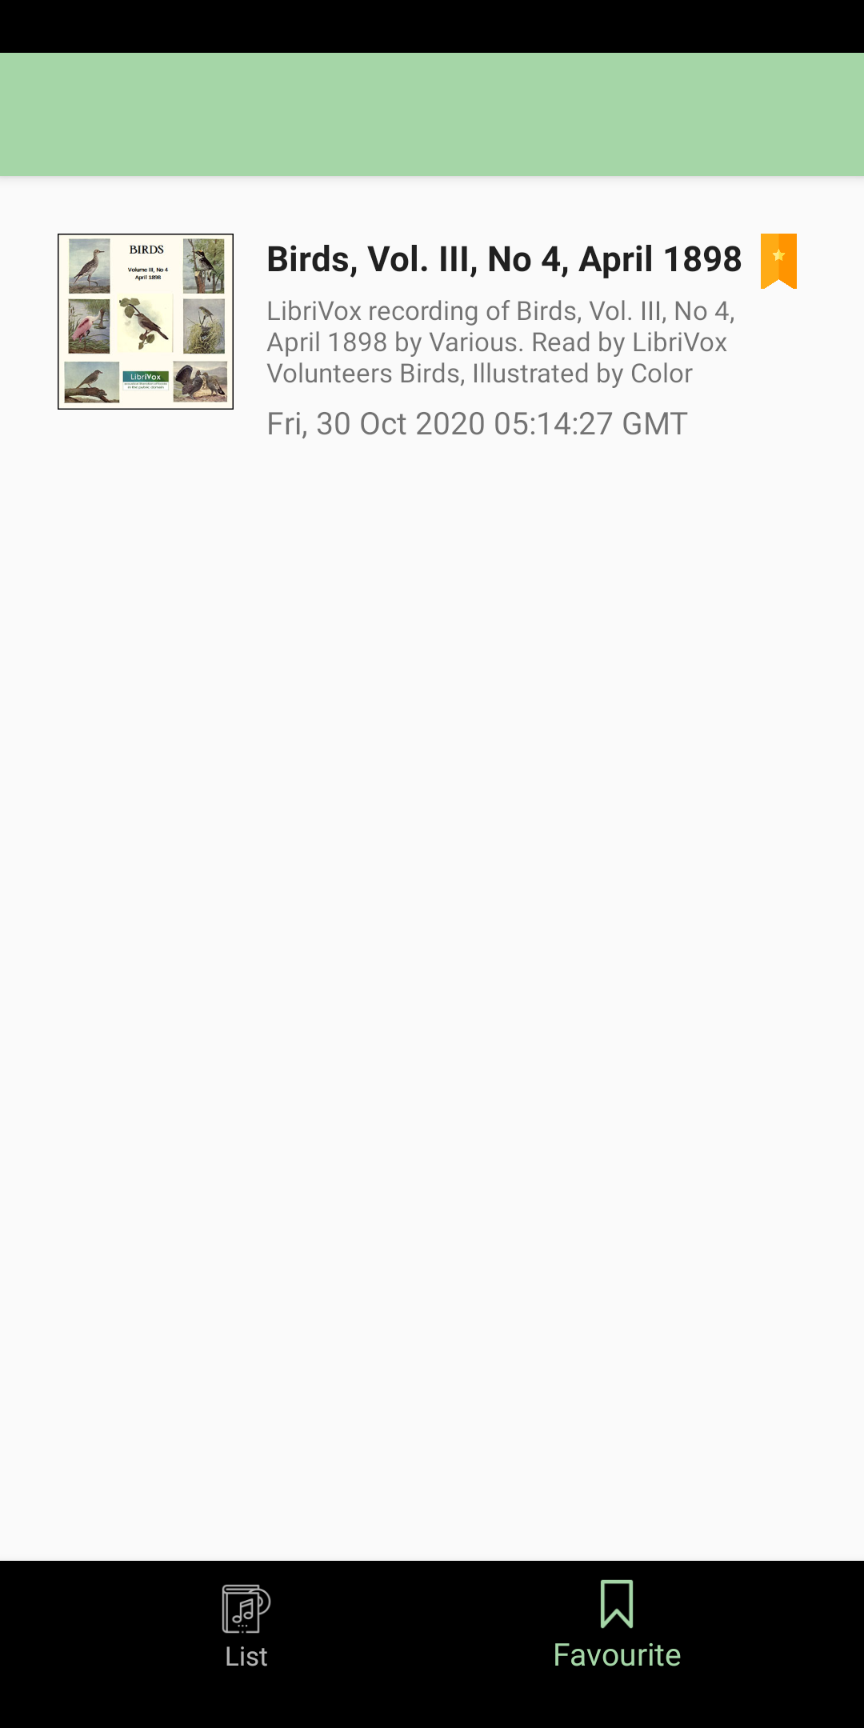 BIRDS
Volume III, No 4
April 1898
LibriVox
Birds, Vol. III, No 4, April 1898
LibriVox recording of Birds, Vol. III, No 4,
April 1898 by Various. Read by LibriVox
Volunteers Birds, Illustrated by Color
Fri, 30 Oct 2020 05:14:27 GMT
List
Favourite